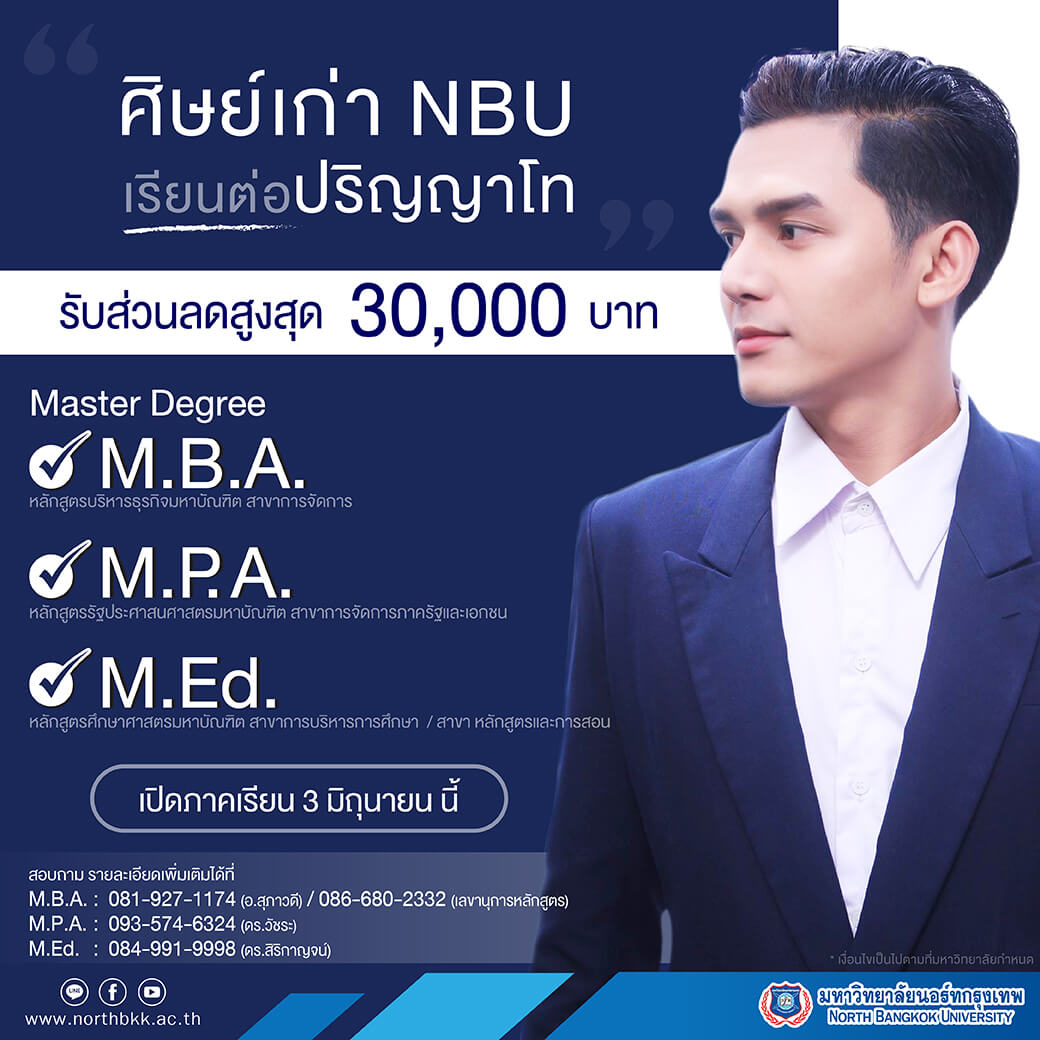 ศิษย์เก่า NBU
เรียนต่อปริญญาโท
รับส่วนลดสูงสุด 30,000 บาท
Master Degree
M.B.A.
หลักสูตรบริหารธุรกิจมหาบัณฑิต สาขาการจัดการ
M.P.A.
หลักสูตรรัฐประศาสนศาสตรมหาบัณฑิต สาขาการจัดการภาครัฐและเอกชน
M.Ed.
หลักสูตรศึกษาศาสตรมหาบัณฑิต สาขาการบริหารการศึกษา / สาขา หลักสูตรและการสอน
เปิดภาคเรียน 3 มิถุนายน นี้
สอบถาม รายละเอียดเพิ่มเติมได้ที่
M.B.A. : 081-927-1174 (อ.สุภาวดี) / 086-680-2332 (เลขานุการหลักสูตร)
M.P.A. : 093-574-6324 (ดร.วัชระ)
M.Ed. : 084-991-9998 (ดร.สิริกาญจน์)
* เงื่อนไขเป็นไปตามที่มหาวิทยาลัยกำหนด
LINE
www.northbkk.ac.th
มหาวิทยาลัยนอร์ทกรุงเทพ
NORTH BANGKOK UNIVERSITY